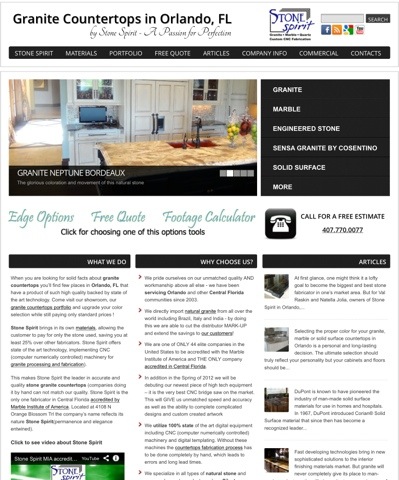 Granite Countertops in Orlando, FL
by Stone Spirit - A Passion for Perfection
STONE spirit
Granite • Marble • Quartz
Custom CNC Fabrication
SEARCH
STONE SPIRIT MATERIALS PORTFOLIO FREE QUOTE ARTICLES COMPANY INFO COMMERCIAL CONTACTS
GRANITE NEPTUNE BORDEAUX
The glorious coloration and movement of this natural stone
GRANITE
MARBLE
ENGINEERED STONE
SENSA GRANITE BY COSENTINO
SOLID SURFACE
MORE
Edge Options Free Quote Footage Calculator
Click for choosing one of this options tools
CALL FOR A FREE ESTIMATE
407.770.0077
WHAT WE DO
When you are looking for solid facts about granite
countertops you'll find few places in Orlando, FL that
have a product of such high quality backed by state of
the art technology. Come visit our showroom, our
granite countertops portfolio and upgrade your color
selection while still paying only standard prices !
Stone Spirit brings in its own materials, allowing the
customer to pay for only the stone used, saving you at
least 25% over other fabricators. Stone Spirit offers
state of the art technology, implementing CNC
(computer numerically controlled) machinery for
granite processing and fabrication).
This makes Stone Spirit the leader in accurate and
quality stone granite countertops (companies doing
it by hand can not match our quality). Stone Spirit is the
only one fabricator in Central Florida accredited by
Marble Institute of America. Located at 4108 N
Orange Blossom Trl the company's name reflects its
nature Stone Spirit(permanence and elegance
entwined).
Click to see video about Stone Spirit
Stone Spirit MIA accredit... YouTube
WHY CHOOSE US?
We pride ourselves on our unmatched quality AND
workmanship above all else - we have been
servicing Orlando and other Central Florida
communities since 2003.
We directly import natural granite from all over the
world including Brazil, Italy and India - by doing
this we are able to cut the distributor MARK-UP
and extend the savings to our customers!
We are one of ONLY 44 elite companies in the
United States to be accredited with the Marble
Institute of America and THE ONLY company
accredited in Central Florida.
In addition in the Spring of 2012 we will be
debuting our newest piece of high tech equipment
– it is the very best CNC bridge saw on the market.
This will GIVE us unmatched speed and accuracy
as well as the ability to complete complicated
designs and custom created artwork
We utilize 100% state of the art digital equipment
including CNC (computer numerically controlled)
machinery and digital templating. Without these
machines the countertops fabrication process has
to be done completely by hand, which leads to
errors and long lead times.
We specialize in all types of natural stone and
ARTICLES
At first glance, one might think it a lofty
goal to become the biggest and best stone
fabricator in one's market area. But for Val
Raskin and Natella Jolia, owners of Stone
Spirit in Orlando,...
Selecting the proper color for your granite,
marble or solid surface countertops in
Orlando is a personal and long-lasting
decision. The ultimate selection should
truly reflect your personality but your cabinets and floors
should be...
DuPont is known to have pioneered the
industry of man-made solid surface
materials for use in homes and hospitals.
In 1967, DuPont introduced Corian® Solid
Surface material that since then has become a
recognized leader...
Fast developing technologies bring in new
sophisticated solutions to the interior
finishing materials market. But granite will
never completely give its place to man-